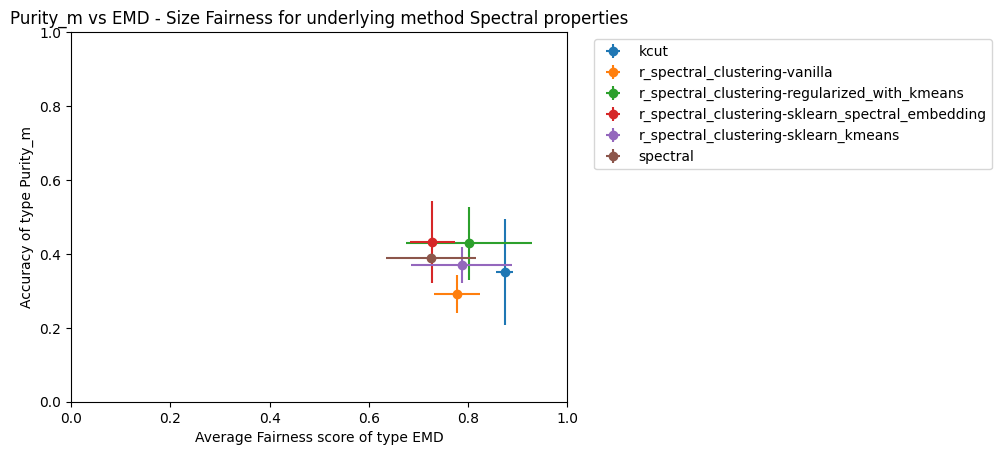 Purity_m vs EMD - Size Fairness for underlying method Spectral properties
1.0
0.8
0.6
0.4
0.2
0.0
Accuracy of type Purity_m
0.0 0.2 0.4 0.6 0.8 1.0
Average Fairness score of type EMD
kcut
r_spectral_clustering-vanilla
r_spectral_clustering-regularized_with_kmeans
r_spectral_clustering-sklearn_spectral_embedding
r_spectral_clustering-sklearn_kmeans
spectral